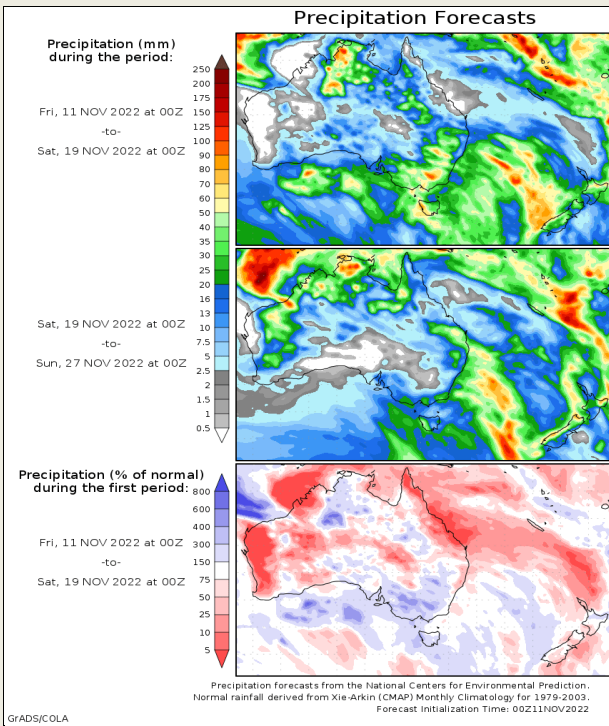 Precipitation Forecasts
Precipitation (mm)
during the period:
Fri, 11 NOV 2022 at 00Z
-to-
Sat, 19 NOV 2022 at 00Z
250
200
175
150
125
100
90
80
70
60
50
40
35
30
25
20
16
13
10
7.5
5
2.5
2
1.5
1
0.5
Sat, 19 NOV 2022 at 00Z
-to-
Sun, 27 NOV 2022 at 00Z
Precipitation (% of normal)
during the first period:
Fri, 11 NOV 2022 at 00Z
-to-
Sat, 19 NOV 2022 at 00Z
800
600
400
300
150
75
50
25
10
5
Precipitation forecasts from the National Centers for Environmental Prediction.
Normal rainfall derived from Xie-Arkin (CMAP) Monthly Climatology for 1979-2003.
Forecast Initialization Time: 00Z11NOV2022
GrADS/COLA